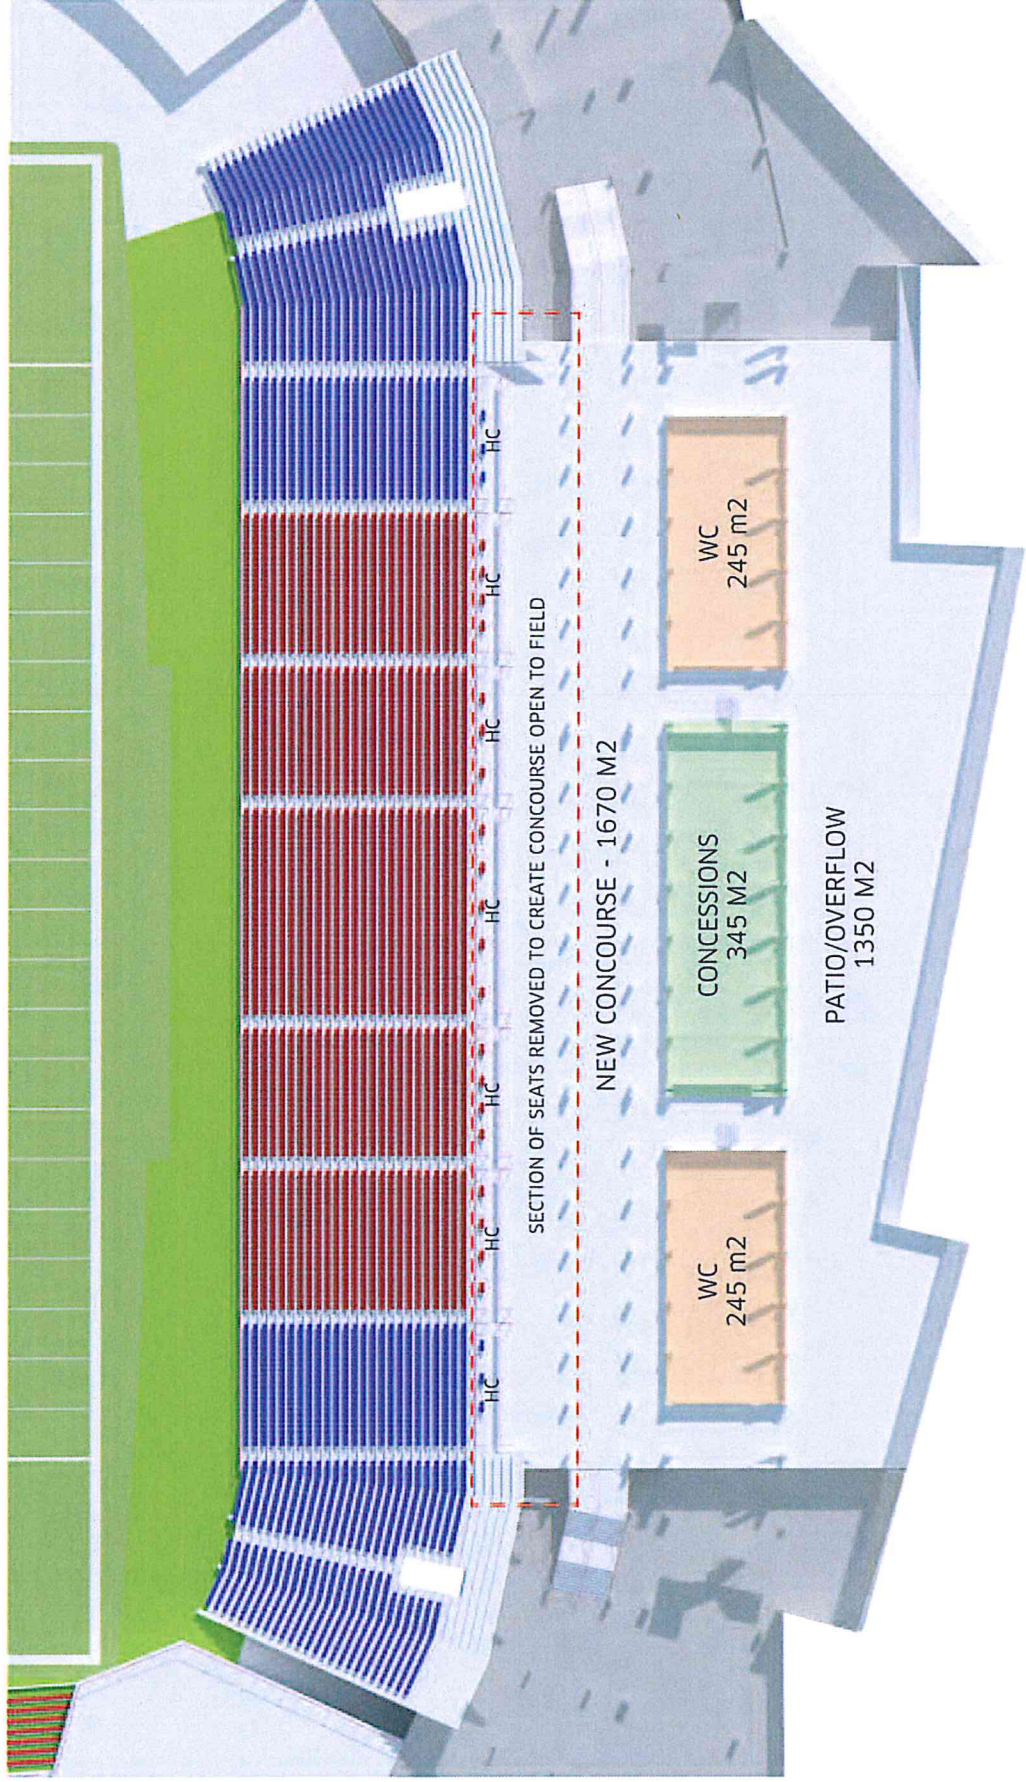 HC
HC
HC
HC
HC
HC
HC
SECTION OF SEATS REMOVED TO CREATE CONCOURSE OPEN TO FIELD
NEW CONCOURSE - 1670 M2
WC
245 m2
CONCESSIONS
345 M2
WC
245 m2
PATIO/OVERFLOW
1350 M2